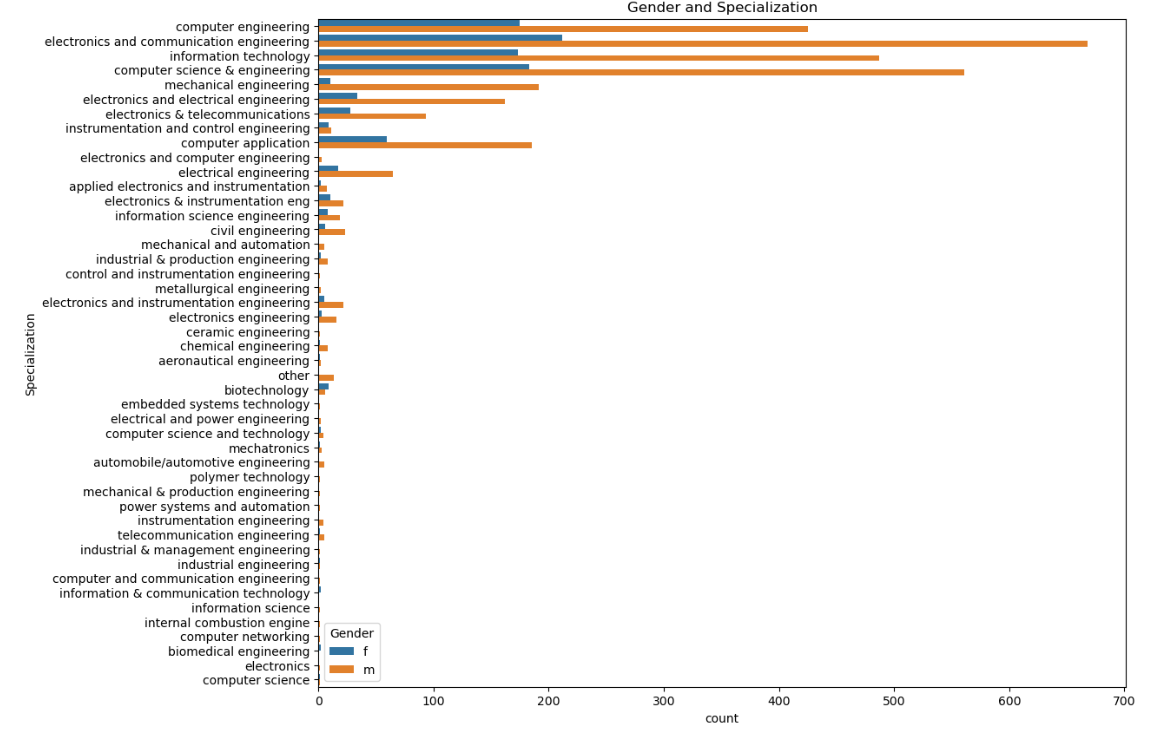 Gender and Specialization
computer engineering
electronics and communication engineering
information technology
computer science & engineering
mechanical engineering
electronics and electrical engineering
electronics & telecommunications
instrumentation and control engineering
computer application
electronics and computer engineering
electrical engineering
applied electronics and instrumentation
electronics & instrumentation eng
information science engineering
civil engineering
mechanical and automation
industrial & production engineering
control and instrumentation engineering
metallurgical engineering
electronics and instrumentation engineering
electronics engineering
ceramic engineering
chemical engineering
aeronautical engineering
other
biotechnology
embedded systems technology
electrical and power engineering
computer science and technology
mechatronics
automobile/automotive engineering
polymer technology
mechanical & production engineering
power systems and automation
instrumentation engineering
telecommunication engineering
industrial & management engineering
industrial engineering
computer and communication engineering
information & communication technology
information science
internal combustion engine
computer networking
biomedical engineering
electronics
computer science
Specialization
Gender
f
m
0 100 200 300 400 500 600 700
count